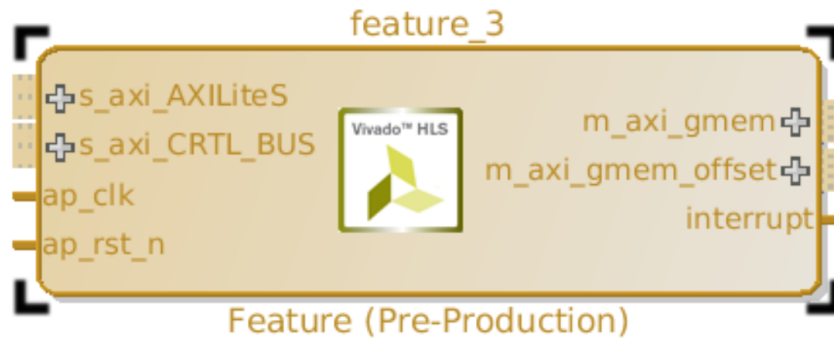 feature_3
s_axi_AXILiteS
s_axi_CRTL_BUS
ap_clk
ap_rst_n
Vivado™ HLS
m_axi_gmem
m_axi_gmem_offset
interrupt
Feature (Pre-Production)